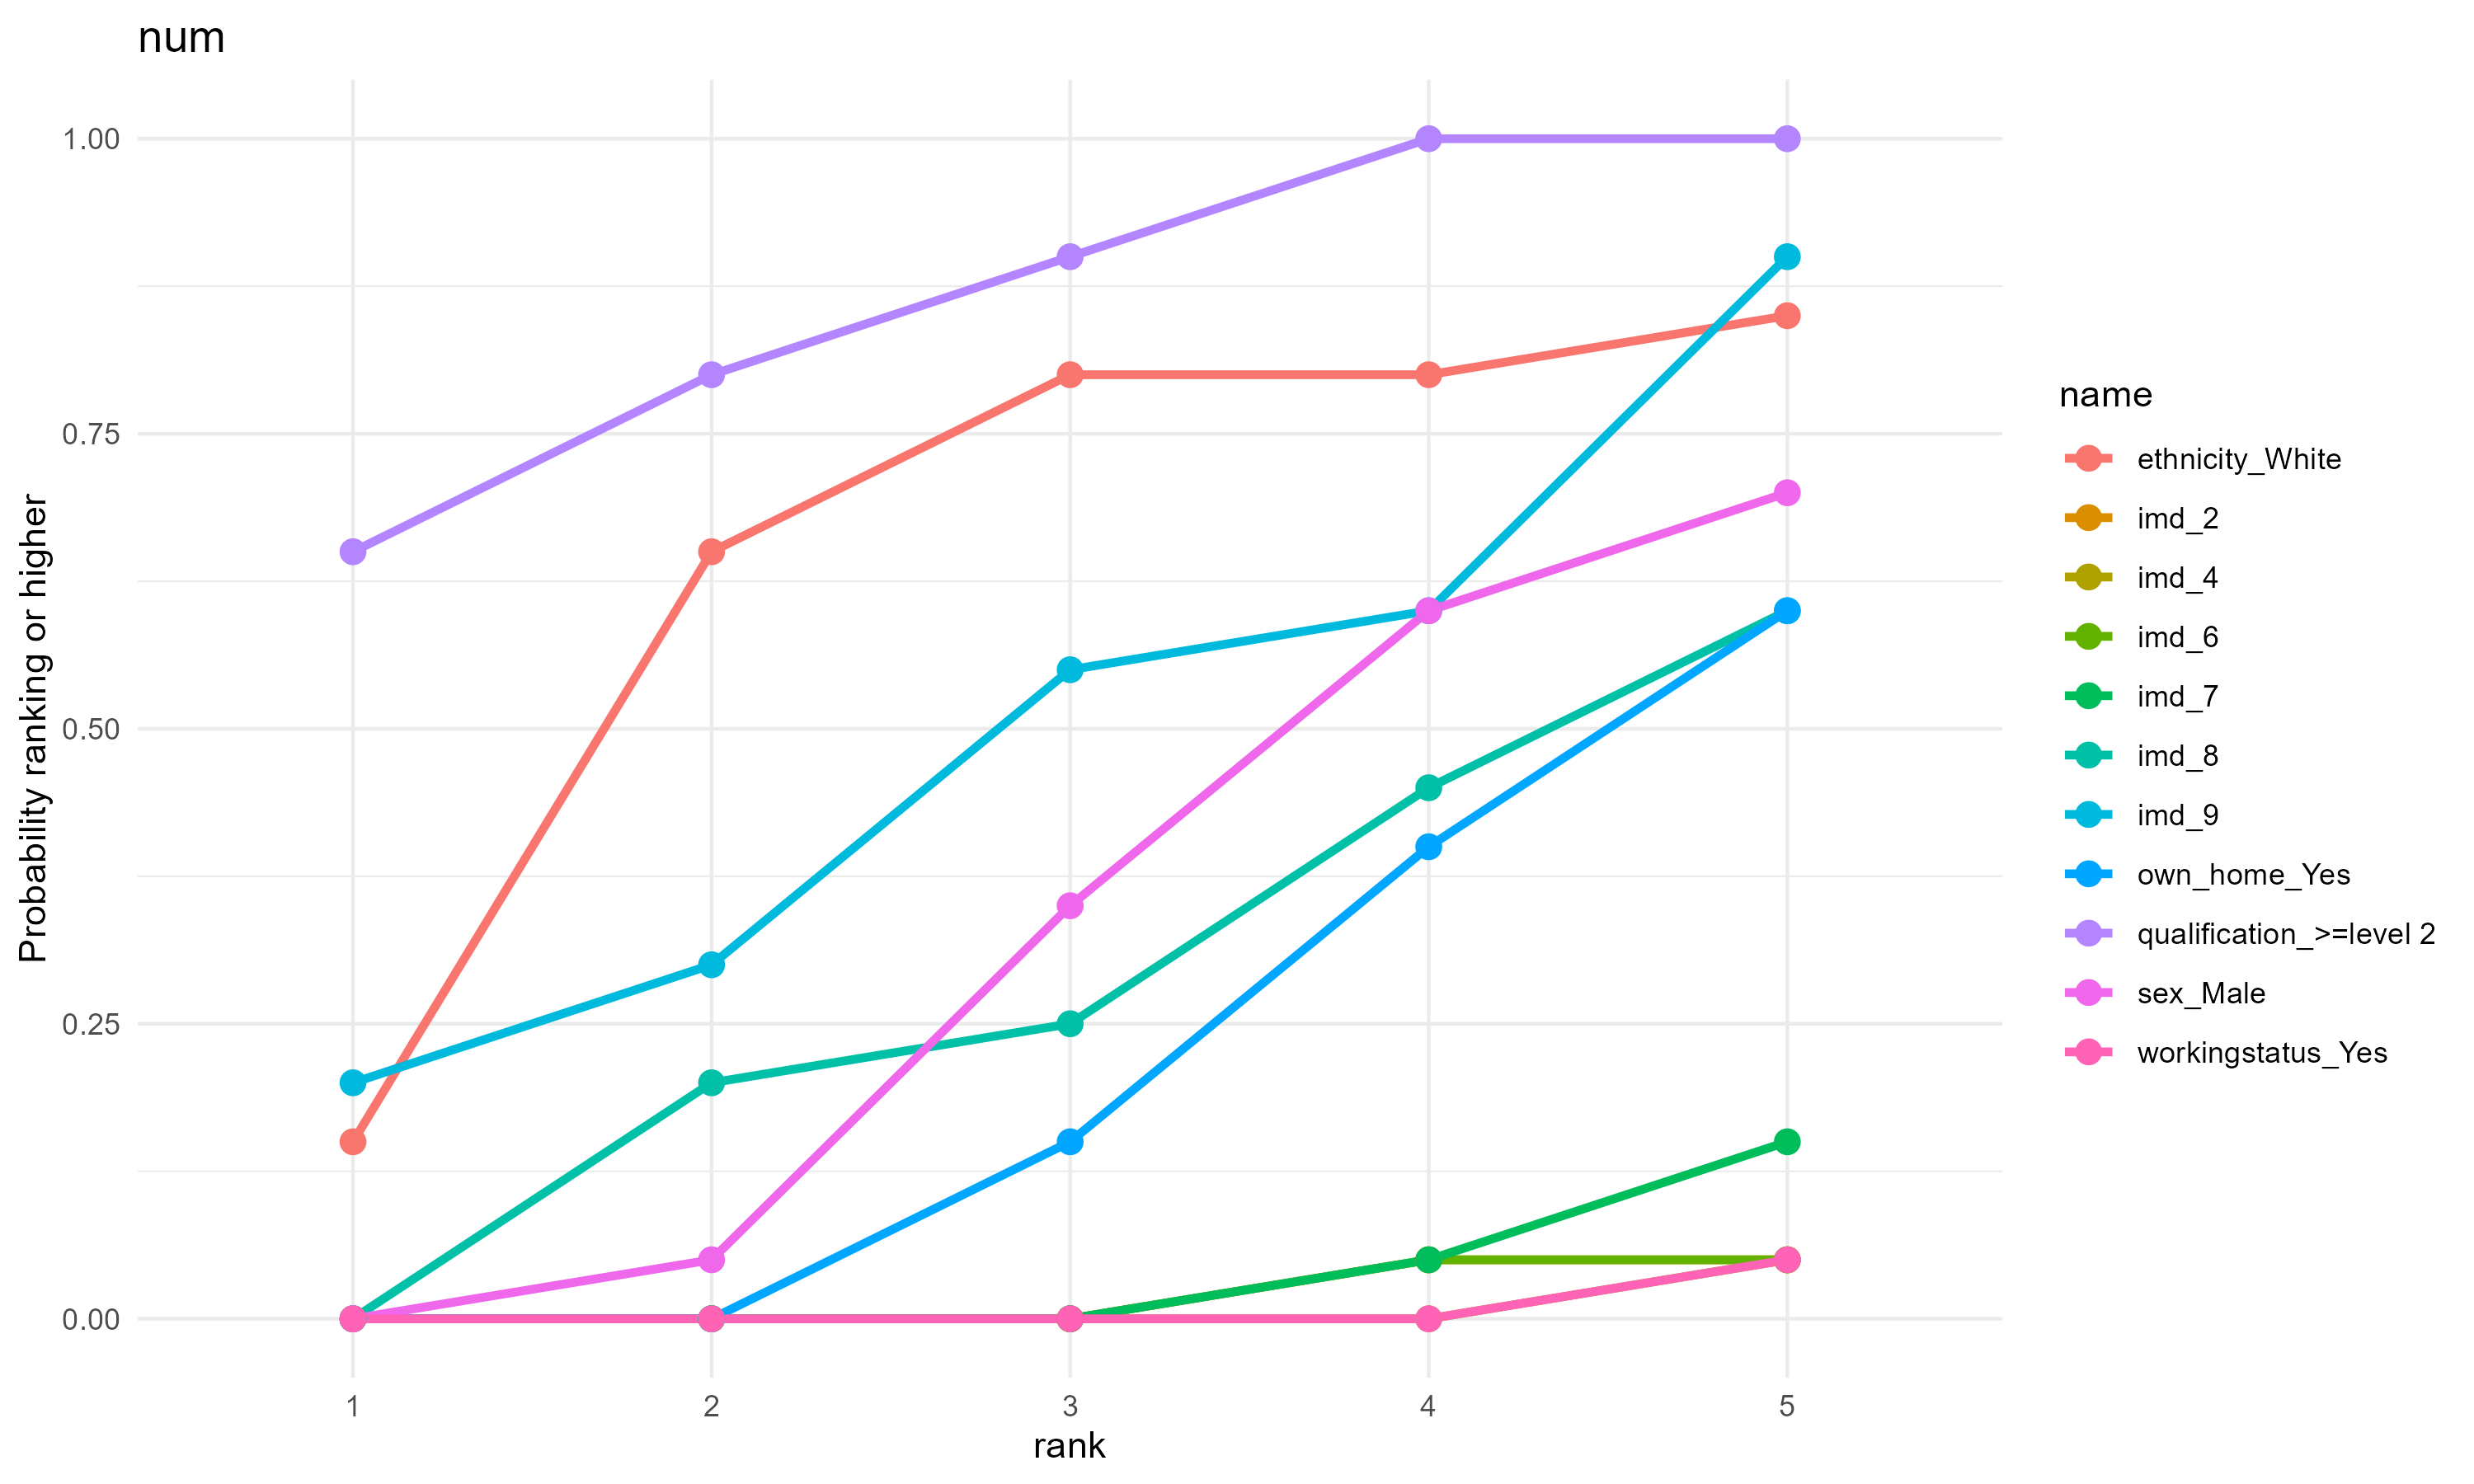 num
Probability ranking or higher
1.00
0.75
0.50
0.25
0.00
1
2
3
4
5
rank
name
ethnicity_White
imd_2
imd_4
imd_6
imd_7
imd_8
imd_9
own_home_Yes
qualification_>=level 2
sex_Male
workingstatus_Yes